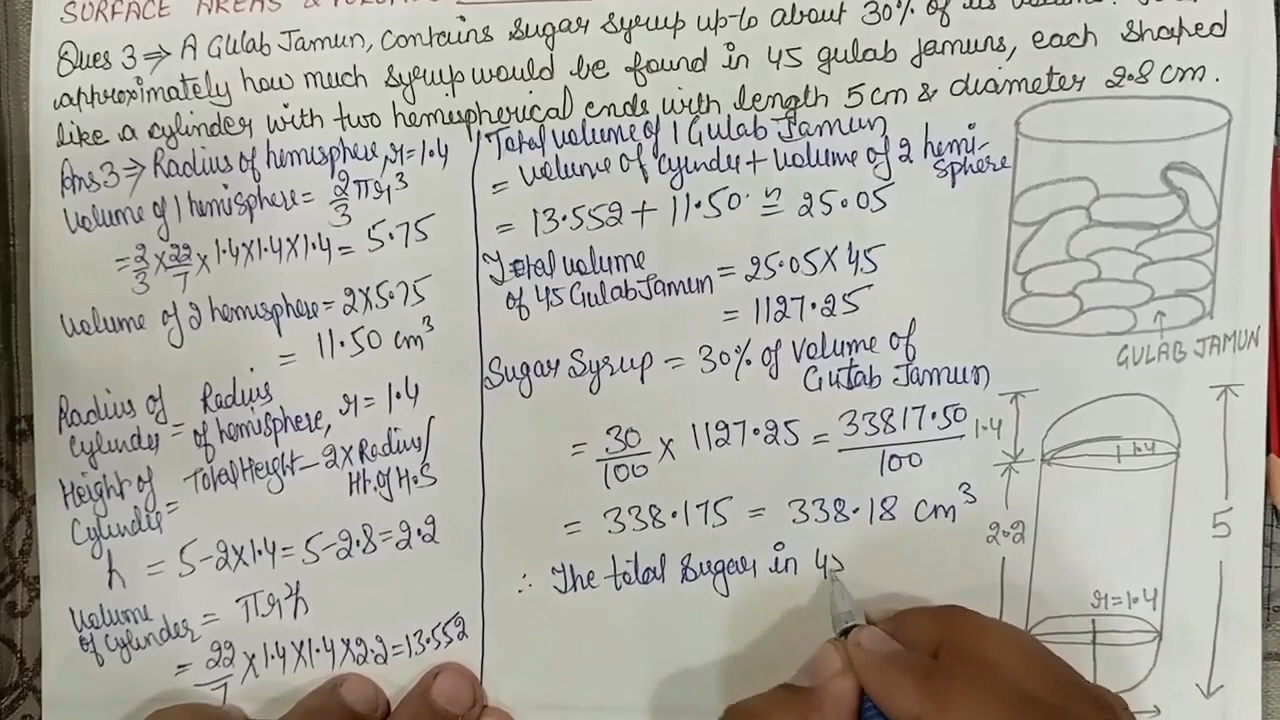 SURFACE AREAS &
Ques 3 ⇒ A Gulab Jamun, contains sugar syrup up-to about 30% of its
approximately how much syrup would be found in 45 gulab jamuns, each shaped
like a cylinder with two hemispherical ends with length 5 cm & diameter 2.8 cm.
Ans 3 ⇒ Radius of hemisphere, r = 1.4
Volume of 1 hemisphere = 2/3 πr³
= 2/3 × 22/7 × 1.4 × 1.4 × 1.4 = 5.75
Volume of 2 hemisphere = 2 × 5.75
= 11.50 cm³
Radius of Cylinder = Radius of hemisphere, r = 1.4
Height of Cylinder = Total Height – 2 × Radius / Ht. of H.S
h = 5 – 2 × 1.4 = 5 – 2.8 = 2.2
Volume of Cylinder = πr²h
= 22/7 × 1.4 × 1.4 × 2.2 = 13.552
Total volume of 1 Gulab Jamun
= volume of cylinder + volume of 2 hemi-
sphere
= 13.552 + 11.50 ≈ 25.05
Total volume of 45 Gulab Jamun = 25.05 × 45
= 1127.25
Sugar Syrup = 30% of volume of
Gulab Jamun
= 30/100 × 1127.25 = 33817.50/100
= 338.175 = 338.18 cm³
∴ The total Sugar in 45
GULAB JAMUN
1.4
1.4
2.2
5
r = 1.4